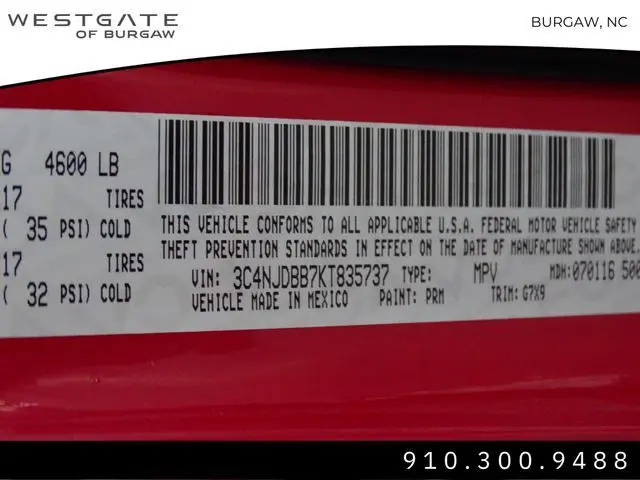 WESTGATE
OF BURGAW
BURGAW, NC
G 4600 LB
17 TIRES
( 35 PSI) COLD
17 TIRES
( 32 PSI) COLD
THIS VEHICLE CONFORMS TO ALL APPLICABLE U.S.A. FEDERAL MOTOR VEHICLE SAFETY
THEFT PREVENTION STANDARDS IN EFFECT ON THE DATE OF MANUFACTURE SHOWN ABOVE.
VIN: 3C4NJDBB7KT835737 TYPE: MPV MDH: 070116 500
VEHICLE MADE IN MEXICO PAINT: PRM TRIM: G7X9
910.300.9488